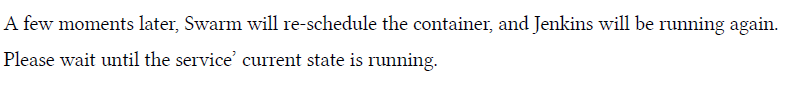 A few moments later, Swarm will re-schedule the container, and Jenkins will be running again.
Please wait until the service’ current state is running.